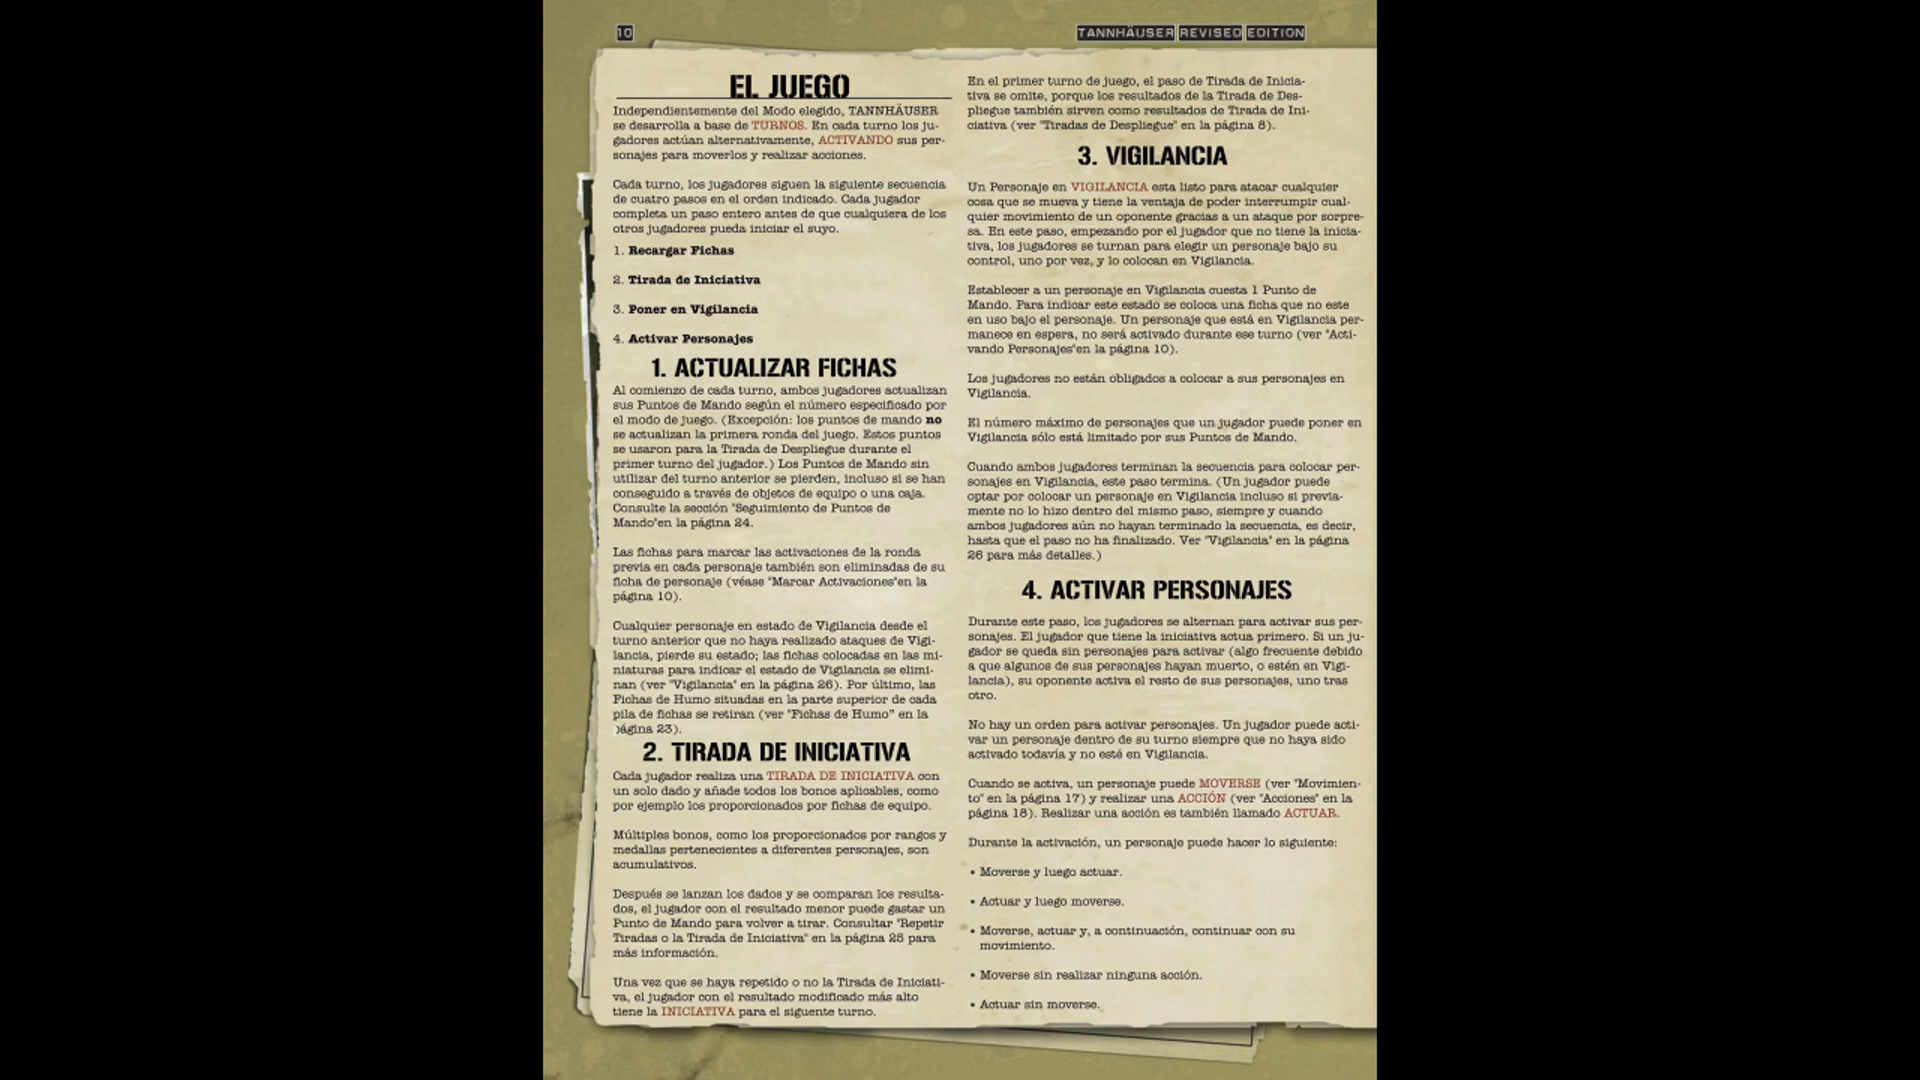 10
TANNHÄUSER REVISED EDITION
EL JUEGO
Independientemente del Modo elegido, TANNHÄUSER
se desarrolla a base de TURNOS. En cada turno los ju-
gadores actúan alternativamente, ACTIVANDO sus per-
sonajes para moverlos y realizar acciones.
Cada turno, los jugadores siguen la siguiente secuencia
de cuatro pasos en el orden indicado. Cada jugador
completa un paso entero antes de que cualquiera de los
otros jugadores pueda iniciar el suyo.
1. Recargar Fichas
2. Tirada de Iniciativa
3. Poner en Vigilancia
4. Activar Personajes
1. ACTUALIZAR FICHAS
Al comienzo de cada turno, ambos jugadores actualizan
sus Puntos de Mando según el número especificado por
el modo de juego. (Excepción: los puntos de mando no
se actualizan la primera ronda del juego. Estos puntos
se usaron para la Tirada de Despliegue durante el
primer turno del jugador.) Los Puntos de Mando sin
utilizar del turno anterior se pierden, incluso si se han
conseguido a través de objetos de equipo o una caja.
Consulte la sección "Seguimiento de Puntos de
Mando"en la página 24.
Las fichas para marcar las activaciones de la ronda
previa en cada personaje también son eliminadas de su
ficha de personaje (véase "Marcar Activaciones"en la
página 10).
Cualquier personaje en estado de Vigilancia desde el
turno anterior que no haya realizado ataques de Vigi-
lancia, pierde su estado; las fichas colocadas en las mi-
niaturas para indicar el estado de Vigilancia se elimi-
nan (ver "Vigilancia" en la página 26). Por último, las
Fichas de Humo situadas en la parte superior de cada
pila de fichas se retiran (ver "Fichas de Humo" en la
página 23).
2. TIRADA DE INICIATIVA
Cada jugador realiza una TIRADA DE INICIATIVA con
un solo dado y añade todos los bonos aplicables, como
por ejemplo los proporcionados por fichas de equipo.
Múltiples bonos, como los proporcionados por rangos y
medallas pertenecientes a diferentes personajes, son
acumulativos.
Después se lanzan los dados y se comparan los resulta-
dos, el jugador con el resultado menor puede gastar un
Punto de Mando para volver a tirar. Consultar "Repetir
Tiradas o la Tirada de Iniciativa" en la página 25 para
más información.
Una vez que se haya repetido o no la Tirada de Iniciati-
va, el jugador con el resultado modificado más alto
tiene la INICIATIVA para el siguente turno.
En el primer turno de juego, el paso de Tirada de Inicia-
tiva se omite, porque los resultados de la Tirada de Des-
pliegue también sirven como resultados de Tirada de Ini-
ciativa (ver "Tiradas de Despliegue" en la página 8).
3. VIGILANCIA
Un Personaje en VIGILANCIA esta listo para atacar cualquier
cosa que se mueva y tiene la ventaja de poder interrumpir cual-
quier movimiento de un oponente gracias a un ataque por sorpre-
sa. En este paso, empezando por el jugador que no tiene la inicia-
tiva, los jugadores se turnan para elegir un personaje bajo su
control, uno por vez, y lo colocan en Vigilancia.
Establecer a un personaje en Vigilancia cuesta 1 Punto de
Mando. Para indicar este estado se coloca una ficha que no este
en uso bajo el personaje. Un personaje que está en Vigilancia per-
manece en espera, no será activado durante ese turno (ver "Acti-
vando Personajes"en la página 10).
Los jugadores no están obligados a colocar a sus personajes en
Vigilancia.
El número máximo de personajes que un jugador puede poner en
Vigilancia sólo está limitado por sus Puntos de Mando.
Cuando ambos jugadores terminan la secuencia para colocar per-
sonajes en Vigilancia, este paso termina. (Un jugador puede
optar por colocar un personaje en Vigilancia incluso si previa-
mente no lo hizo dentro del mismo paso, siempre y cuando
ambos jugadores aún no hayan terminado la secuencia, es decir,
hasta que el paso no ha finalizado. Ver "Vigilancia" en la página
26 para más detalles.)
4. ACTIVAR PERSONAJES
Durante este paso, los jugadores se alternan para activar sus per-
sonajes. El jugador que tiene la iniciativa actua primero. Si un ju-
gador se queda sin personajes para activar (algo frecuente debido
a que algunos de sus personajes hayan muerto, o estén en Vigi-
lancia), su oponente activa el resto de sus personajes, uno tras
otro.
No hay un orden para activar personajes. Un jugador puede acti-
var un personaje dentro de su turno siempre que no haya sido
activado todavía y no esté en Vigilancia.
Cuando se activa, un personaje puede MOVERSE (ver "Movimien-
to" en la página 17) y realizar una ACCIÓN (ver "Acciones" en la
página 18). Realizar una acción es también llamado ACTUAR.
Durante la activación, un personaje puede hacer lo siguiente:
• Moverse y luego actuar.
• Actuar y luego moverse.
• Moverse, actuar y, a continuación, continuar con su
movimiento.
• Moverse sin realizar ninguna acción.
• Actuar sin moverse.